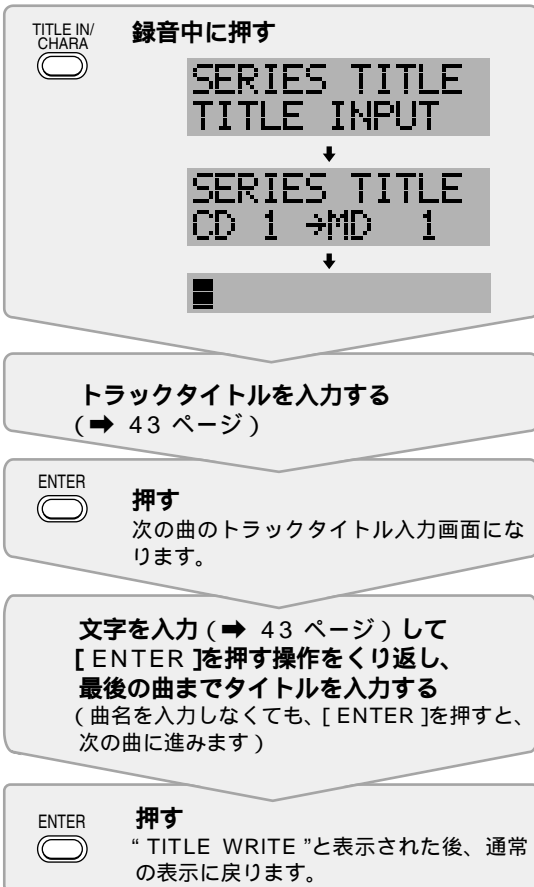 TITLE IN/
CHARA
録音中に押す
SERIES TITLE
TITLE INPUT
SERIES TITLE
CD 1 →MD 1
トラックタイトルを入力する
(➡ 43 ページ)
ENTER
押す
次の曲のトラックタイトル入力画面にな
ります。
文字を入力(➡ 43 ページ)して
[ENTER]を押す操作をくり返し、
最後の曲までタイトルを入力する
(曲名を入力しなくても、[ENTER]を押すと、
次の曲に進みます)
ENTER
押す
“TITLE WRITE”と表示された後、通常
の表示に戻ります。